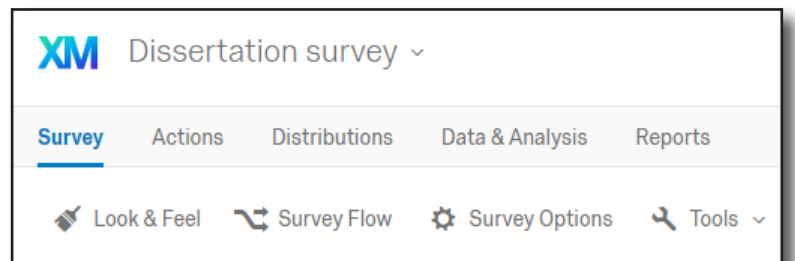 XM Dissertation survey
Survey Actions Distributions Data & Analysis Reports
Look & Feel Survey Flow Survey Options Tools